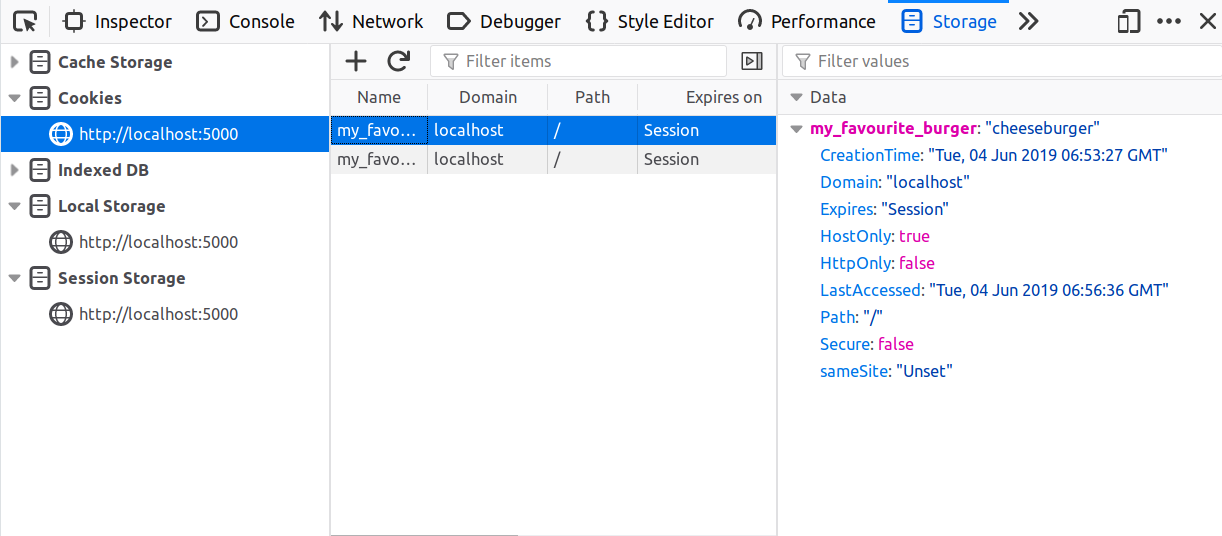 Inspector Console Network Debugger Style Editor Performance Storage
Cache Storage
Cookies
http://localhost:5000
Indexed DB
Local Storage
http://localhost:5000
Session Storage
http://localhost:5000
Filter items
Name Domain Path Expires on
my_favo… localhost / Session
my_favo… localhost / Session
Filter values
Data
my_favourite_burger: "cheeseburger"
CreationTime: "Tue, 04 Jun 2019 06:53:27 GMT"
Domain: "localhost"
Expires: "Session"
HostOnly: true
HttpOnly: false
LastAccessed: "Tue, 04 Jun 2019 06:56:36 GMT"
Path: "/"
Secure: false
sameSite: "Unset"